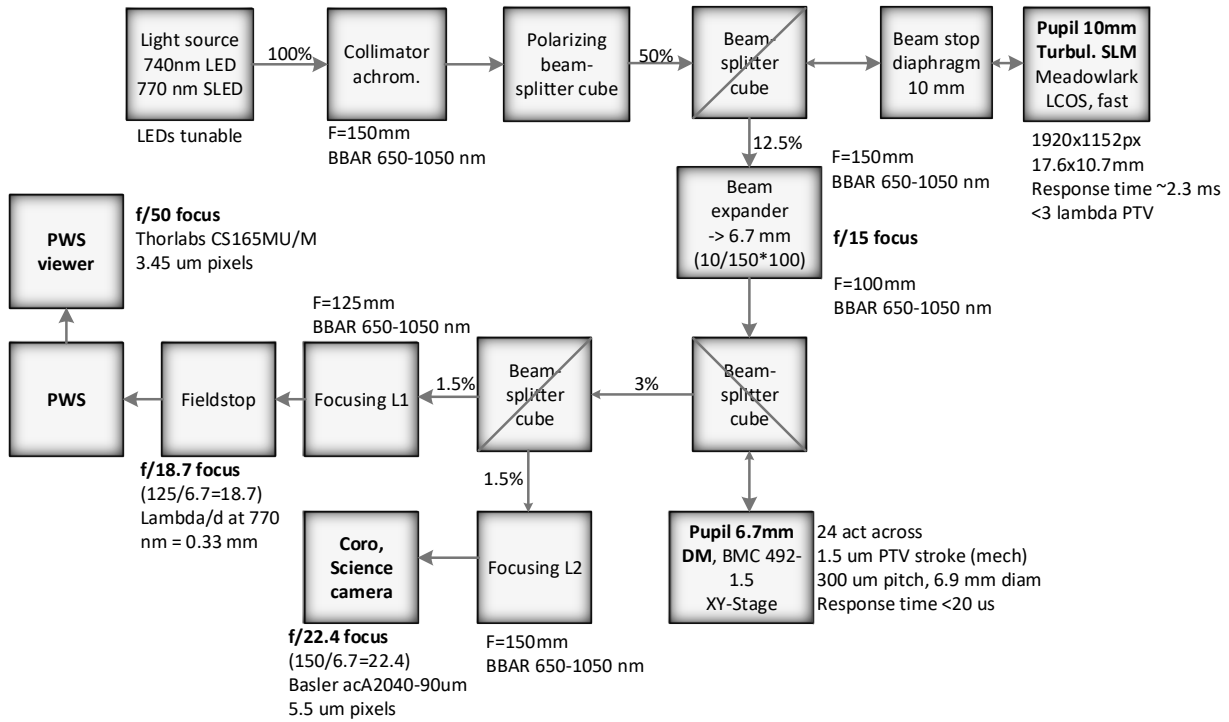 Light source
740nm LED
770 nm SLED
LEDs tunable
100%
Collimator
achrom.
F=150mm
BBAR 650-1050 nm
Polarizing
beam-
splitter cube
50%
Beam-
splitter
cube
12.5%
Beam stop
diaphragm
10 mm
Pupil 10mm
Turbul. SLM
Meadowlark
LCOS, fast
1920x1152px
17.6x10.7mm
Response time ~2.3 ms
<3 lambda PTV
F=150mm
BBAR 650-1050 nm
Beam
expander
-> 6.7 mm
(10/150*100)
f/15 focus
F=100mm
BBAR 650-1050 nm
PWS
viewer
f/50 focus
Thorlabs CS165MU/M
3.45 um pixels
F=125mm
BBAR 650-1050 nm
PWS
Fieldstop
Focusing L1
1.5%
Beam-
splitter
cube
3%
Beam-
splitter
cube
f/18.7 focus
(125/6.7=18.7)
Lambda/d at 770
nm = 0.33 mm
1.5%
Coro,
Science
camera
Focusing L2
Pupil 6.7mm
DM, BMC 492-
1.5
XY-Stage
24 act across
1.5 um PTV stroke (mech)
300 um pitch, 6.9 mm diam
Response time <20 us
f/22.4 focus
(150/6.7=22.4)
Basler acA2040-90um
5.5 um pixels
F=150mm
BBAR 650-1050 nm